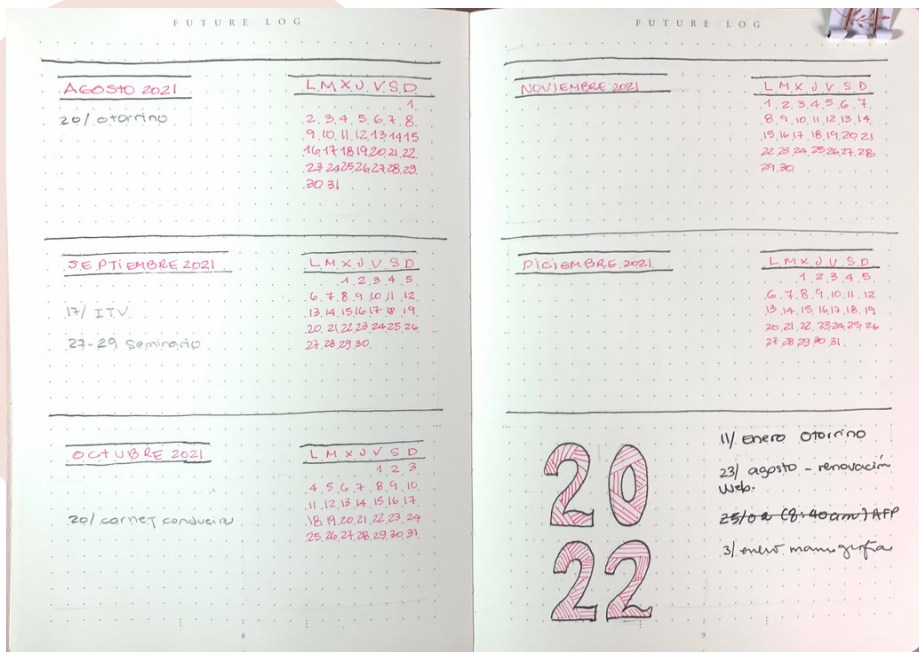 FUTURE LOG
AGOSTO 2021
L M X J V S D
1
20/ otorrino
2 3 4 5 6 7 8
9 10 11 12 13 14 15
16 17 18 19 20 21 22
23 24 25 26 27 28 29
30 31
SEPTIEMBRE 2021
L M X J V S D
1 2 3 4 5
6 7 8 9 10 11 12
17/ ITV
13 14 15 16 17 18 19
20 21 22 23 24 25 26
27-29 Seminario
27 28 29 30
OCTUBRE 2021
L M X J V S D
1 2 3
4 5 6 7 8 9 10
11 12 13 14 15 16 17
20/ carnet conducir
18 19 20 21 22 23 24
25 26 27 28 29 30 31
8
FUTURE LOG
NOVIEMBRE 2021
L M X J V S D
1 2 3 4 5 6 7
8 9 10 11 12 13 14
15 16 17 18 19 20 21
22 23 24 25 26 27 28
29 30
DICIEMBRE 2021
L M X J V S D
1 2 3 4 5
6 7 8 9 10 11 12
13 14 15 16 17 18 19
20 21 22 23 24 25 26
27 28 29 30 31
20
22
11/ enero otorrino
23/ agosto - renovación
web.
25/02 (8:40am) AFP
3/ enero mamografia
9